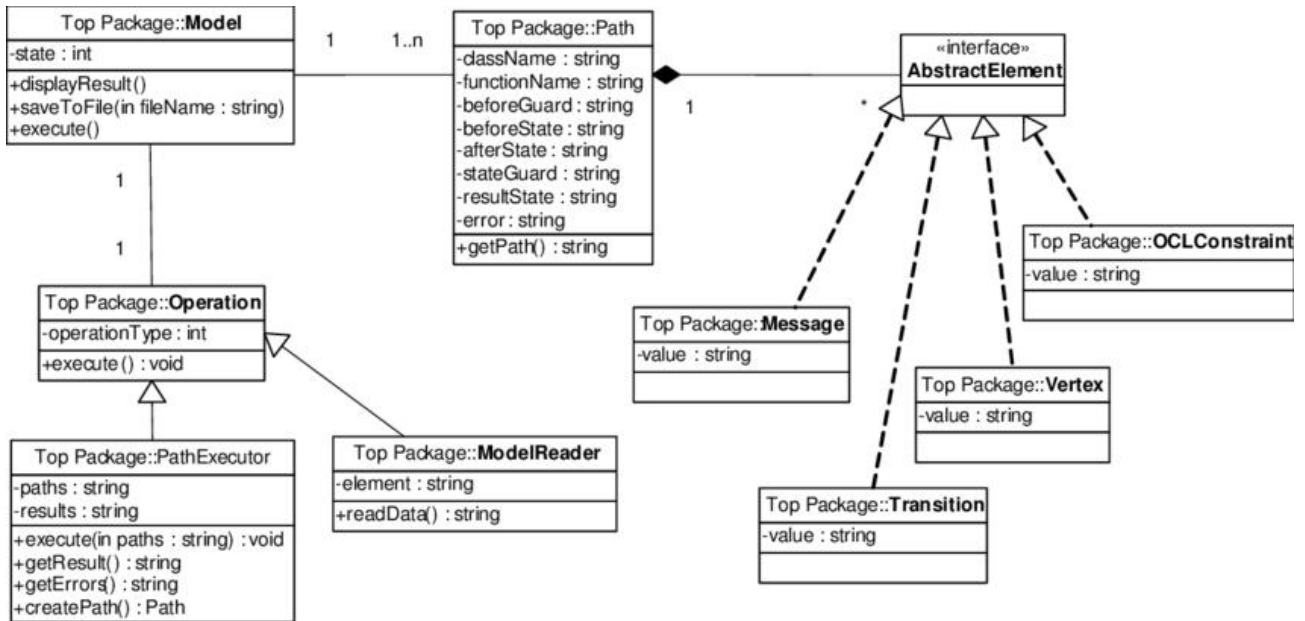 Top Package::Model
-state : int
+displayResult()
+saveToFile(in fileName : string)
+execute()
1
1..n
Top Package::Path
-className : string
-functionName : string
-beforeGuard : string
-beforeState : string
-afterState : string
-stateGuard : string
-resultState : string
-error : string
+getPath() : string
1
*
«interface»
AbstractElement
1
1
Top Package::Operation
-operationType : int
+execute() : void
Top Package::PathExecutor
-paths : string
-results : string
+execute(in paths : string) : void
+getResult() : string
+getErrors() : string
+createPath() : Path
Top Package::ModelReader
-element : string
+readData() : string
Top Package::Message
-value : string
Top Package::OCLConstraint
-value : string
Top Package::Vertex
-value : string
Top Package::Transition
-value : string